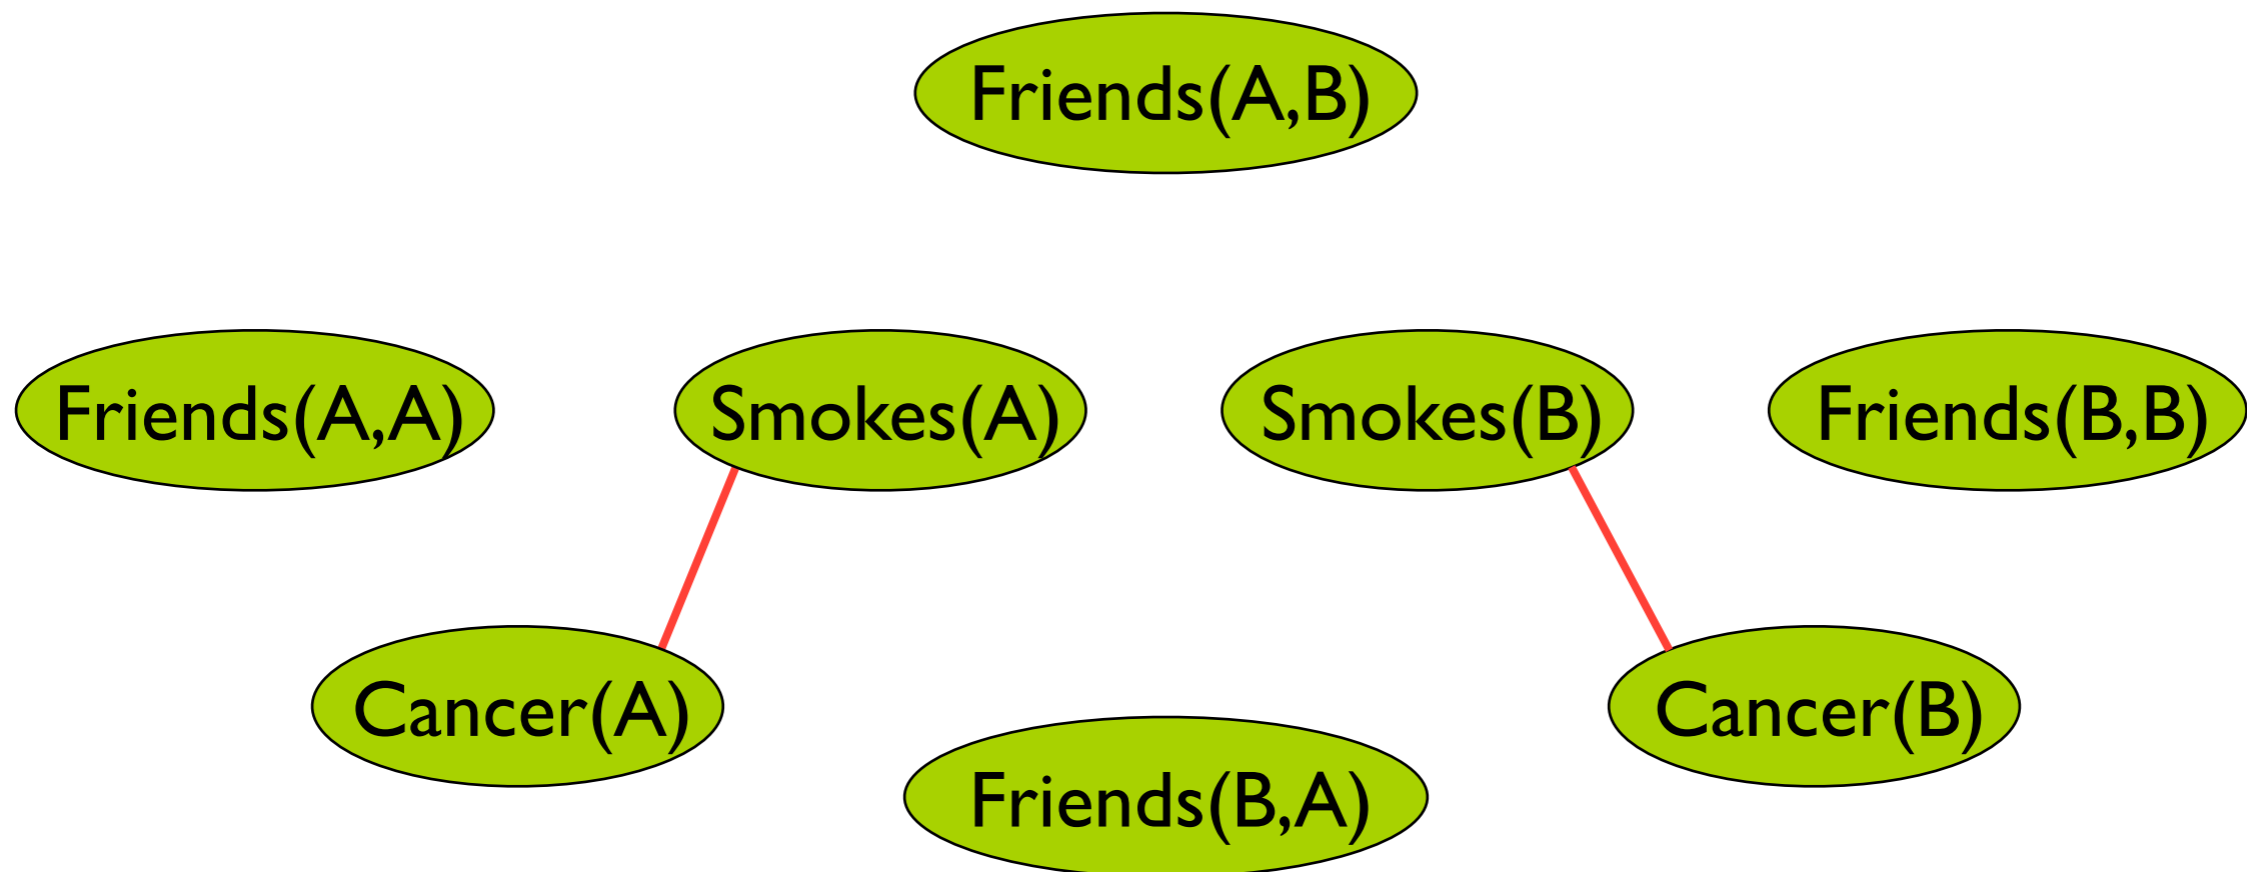 Friends(A,B)
Friends(A,A)
Smokes(A)
Smokes(B)
Friends(B,B)
Cancer(A)
Cancer(B)
Friends(B,A)